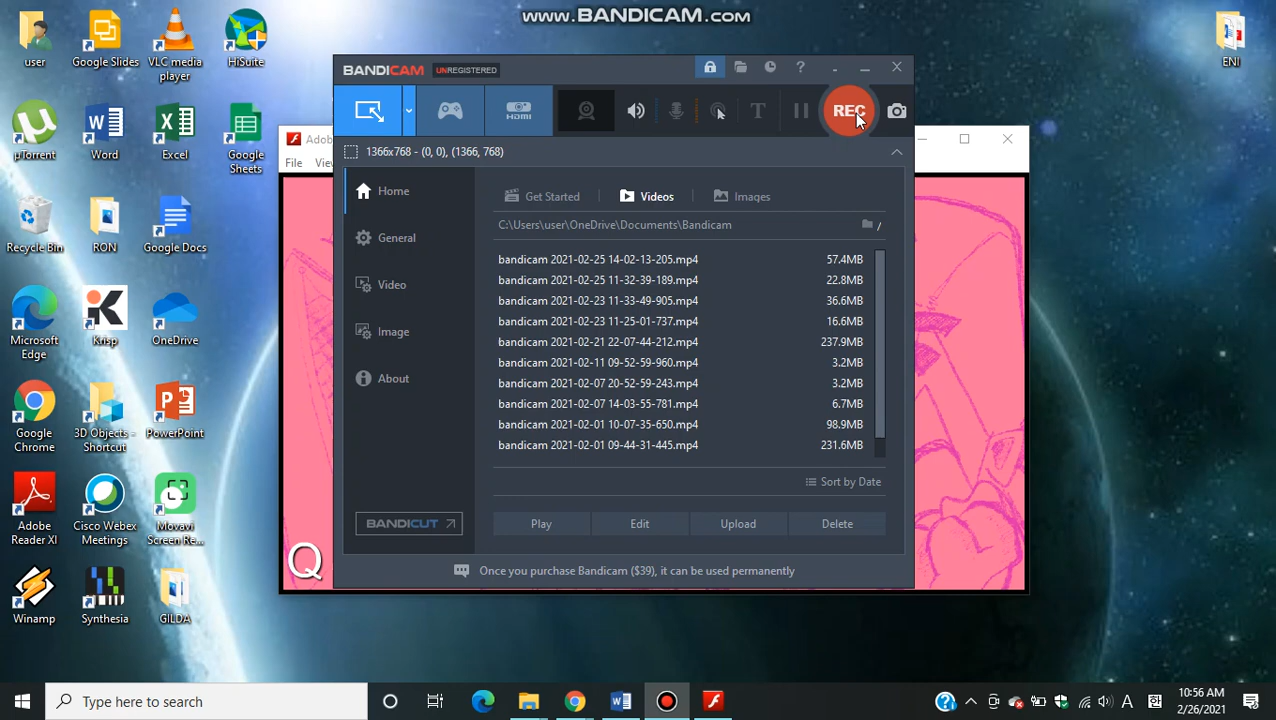 www.BANDICAM.com
user
Google Slides
VLC media
player
HiSuite
ENI
BANDICAM UNREGISTERED
?
HDMI
T
REC
µTorrent
Word
Excel
Google
Sheets
Adob
File Viev
1366x768 - (0, 0), (1366, 768)
Home
General
Video
Image
About
BANDICUT
Get Started
Videos
Images
C:\Users\user\OneDrive\Documents\Bandicam
/
bandicam 2021-02-25 14-02-13-205.mp4 57.4MB
bandicam 2021-02-25 11-32-39-189.mp4 22.8MB
bandicam 2021-02-23 11-33-49-905.mp4 36.6MB
bandicam 2021-02-23 11-25-01-737.mp4 16.6MB
bandicam 2021-02-21 22-07-44-212.mp4 237.9MB
bandicam 2021-02-11 09-52-59-960.mp4 3.2MB
bandicam 2021-02-07 20-52-59-243.mp4 3.2MB
bandicam 2021-02-07 14-03-55-781.mp4 6.7MB
bandicam 2021-02-01 10-07-35-650.mp4 98.9MB
bandicam 2021-02-01 09-44-31-445.mp4 231.6MB
Sort by Date
Play
Edit
Upload
Delete
Once you purchase Bandicam ($39), it can be used permanently
Q
Recycle Bin
RON
Google Docs
Microsoft
Edge
Krisp
OneDrive
Google
Chrome
3D Objects -
Shortcut
PowerPoint
Adobe
Reader XI
Cisco Webex
Meetings
Movavi
Screen Re...
Winamp
Synthesia
GILDA
Type here to search
A
10:56 AM
2/26/2021